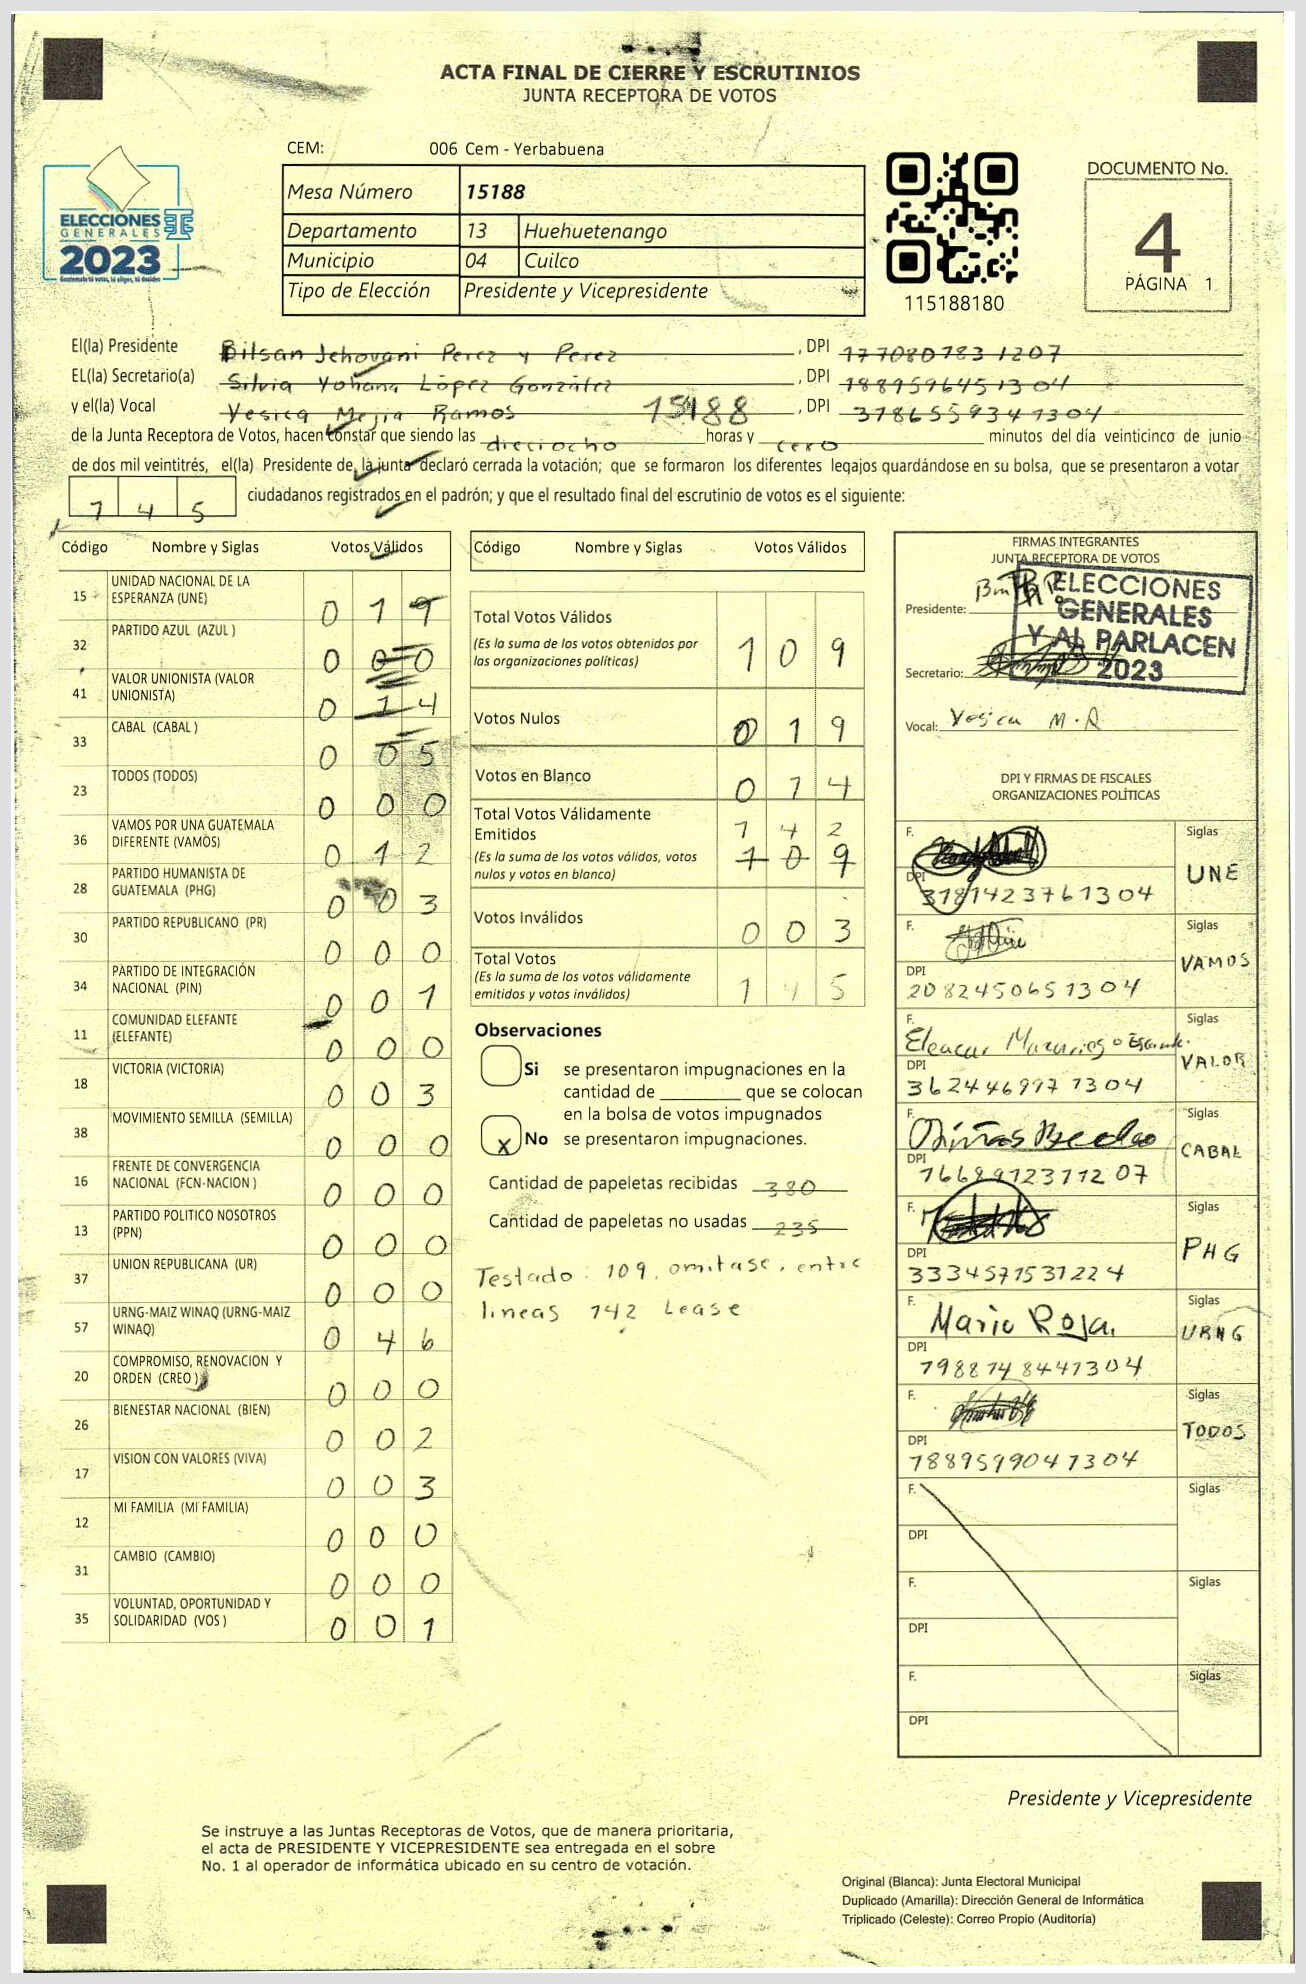 ACTA FINAL DE CIERRE Y ESCRUTINIOS
JUNTA RECEPTORA DE VOTOS
CEM: 006 Cem - Yerbabuena
Mesa Número 15188
Departamento 13 Huehuetenango
Municipio 04 Cuilco
Tipo de Elección Presidente y Vicepresidente
ELECCIONES
GENERALES
2023
115188180
DOCUMENTO No.
4
PÁGINA 1
El(la) Presidente Bilsan Jehovani Perez y Perez, DPI 1770807831207
EL(la) Secretario(a) Silvia Yohana López González, DPI 1889596451304
y el(la) Vocal Yesica Mejia Ramos 15188, DPI 3786559341304
de la Junta Receptora de Votos, hacen constar que siendo las dieciocho horas y cero minutos del día veinticinco de junio
de dos mil veintitrés, el(la) Presidente de la junta declaró cerrada la votación; que se formaron los diferentes legajos guardándose en su bolsa, que se presentaron a votar
145 ciudadanos registrados en el padrón; y que el resultado final del escrutinio de votos es el siguiente:
Código Nombre y Siglas Votos Válidos
15 UNIDAD NACIONAL DE LA ESPERANZA (UNE) 0 1 9
32 PARTIDO AZUL (AZUL ) 0 0 0
41 VALOR UNIONISTA (VALOR UNIONISTA) 0 1 4
33 CABAL (CABAL ) 0 0 5
23 TODOS (TODOS) 0 0 0
36 VAMOS POR UNA GUATEMALA DIFERENTE (VAMOS) 0 1 2
28 PARTIDO HUMANISTA DE GUATEMALA (PHG) 0 0 3
30 PARTIDO REPUBLICANO (PR) 0 0 0
34 PARTIDO DE INTEGRACIÓN NACIONAL (PIN) 0 0 1
11 COMUNIDAD ELEFANTE (ELEFANTE) 0 0 0
18 VICTORIA (VICTORIA) 0 0 3
38 MOVIMIENTO SEMILLA (SEMILLA) 0 0 0
16 FRENTE DE CONVERGENCIA NACIONAL (FCN-NACION ) 0 0 0
13 PARTIDO POLITICO NOSOTROS (PPN) 0 0 0
37 UNION REPUBLICANA (UR) 0 0 0
57 URNG-MAIZ WINAQ (URNG-MAIZ WINAQ) 0 4 6
20 COMPROMISO, RENOVACION Y ORDEN (CREO ) 0 0 0
26 BIENESTAR NACIONAL (BIEN) 0 0 2
17 VISION CON VALORES (VIVA) 0 0 3
12 MI FAMILIA (MI FAMILIA) 0 0 0
31 CAMBIO (CAMBIO) 0 0 0
35 VOLUNTAD, OPORTUNIDAD Y SOLIDARIDAD (VOS ) 0 0 1
Código Nombre y Siglas Votos Válidos
Total Votos Válidos 1 0 9
(Es la suma de los votos obtenidos por
las organizaciones políticas)
Votos Nulos 0 1 9
Votos en Blanco 0 1 4
Total Votos Válidamente 1 4 2
Emitidos
(Es la suma de los votos válidos, votos 1 0 9
nulos y votos en blanco)
Votos Inválidos 0 0 3
Total Votos
(Es la suma de los votos válidamente 1 4 5
emitidos y votos inválidos)
Observaciones
Si se presentaron impugnaciones en la
cantidad de ________ que se colocan
en la bolsa de votos impugnados
x No se presentaron impugnaciones.
Cantidad de papeletas recibidas 380
Cantidad de papeletas no usadas 235
Testado: 109, omitase, entre
lineas 142 Lease
FIRMAS INTEGRANTES
JUNTA RECEPTORA DE VOTOS
Presidente:
Secretario:
Vocal: Yesica M.R
ELECCIONES
GENERALES
Y AL PARLACEN
2023
DPI Y FIRMAS DE FISCALES
ORGANIZACIONES POLÍTICAS
F. Siglas
DPI 3181423761304 UNE
F. Siglas
DPI 2082450651304 VAMOS
F. Eleacar Siglas
DPI 3624469971304 VALOR
F. Siglas
DPI 1668912371207 CABAL
F. Siglas
DPI 3334571531224 PHG
F. Mario Roja. Siglas
DPI 1988748441304 URNG
F. Siglas
DPI 1889599041304 TODOS
F. Siglas
DPI
F. Siglas
DPI
F. Siglas
DPI
Presidente y Vicepresidente
Se instruye a las Juntas Receptoras de Votos, que de manera prioritaria,
el acta de PRESIDENTE Y VICEPRESIDENTE sea entregada en el sobre
No. 1 al operador de informática ubicado en su centro de votación.
Original (Blanca): Junta Electoral Municipal
Duplicado (Amarilla): Dirección General de Informática
Triplicado (Celeste): Correo Propio (Auditoría)